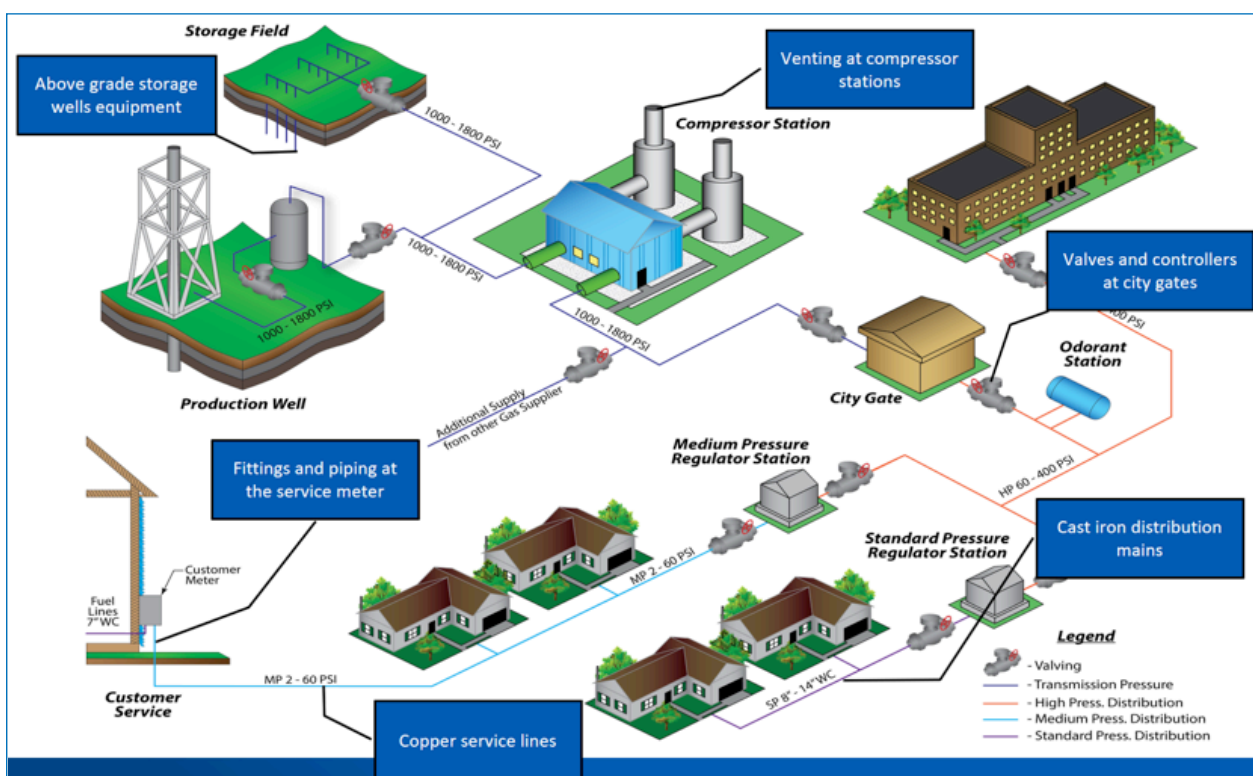 Storage Field
Above grade storage
wells equipment
1000 - 1800 PSI
Venting at compressor
stations
Compressor Station
1000 - 1800 PSI
1000 - 1800 PSI
Production Well
1000 - 1800 PSI
Additional Supply
from other Gas Supplier
Valves and controllers
at city gates
400 PSI
Odorant
Station
City Gate
HP 60 - 400 PSI
Medium Pressure
Regulator Station
Fittings and piping at
the service meter
Customer
Meter
Fuel
Lines
7" WC
Customer
Service
MP 2 - 60 PSI
MP 2 - 60 PSI
Copper service lines
Standard Pressure
Regulator Station
Cast iron distribution
mains
SP 8" - 14"WC
Legend
- Valving
- Transmission Pressure
- High Press. Distribution
- Medium Press. Distribution
- Standard Press. Distribution